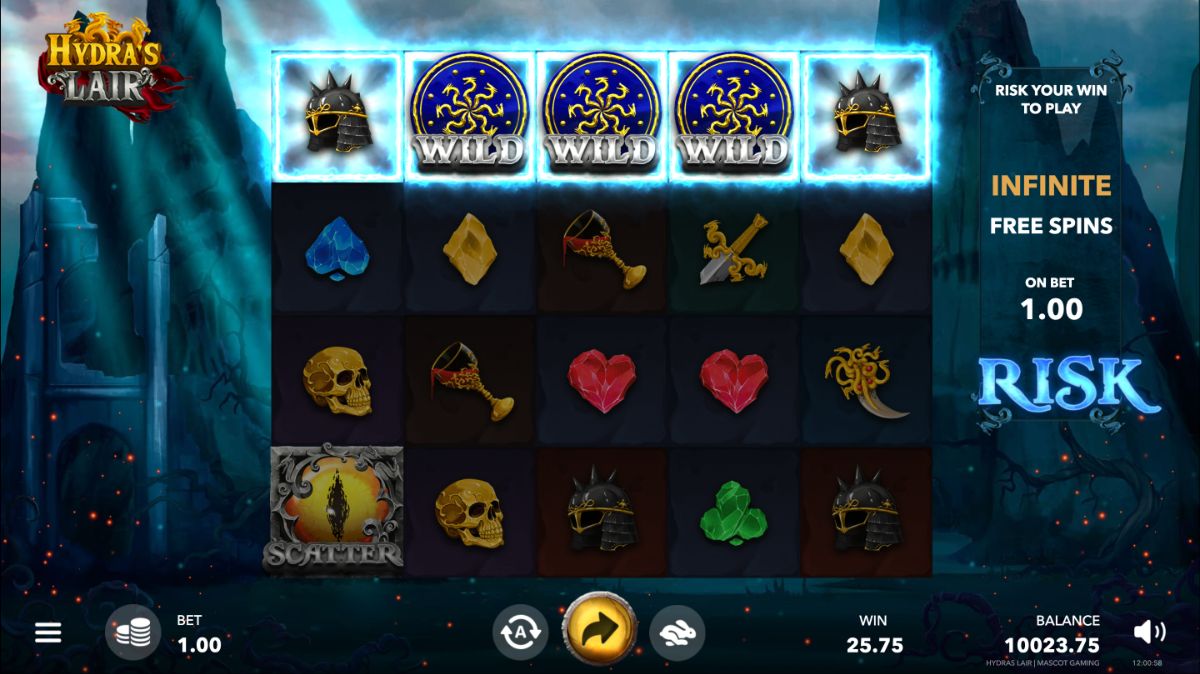 HYDRA'S
LAIR
WILD WILD WILD
RISK YOUR WIN
TO PLAY
INFINITE
FREE SPINS
ON BET
1.00
RISK
SCATTER
BET
1.00
A
WIN
25.75
BALANCE
10023.75
HYDRAS LAIR | MASCOT GAMING
12:00:58